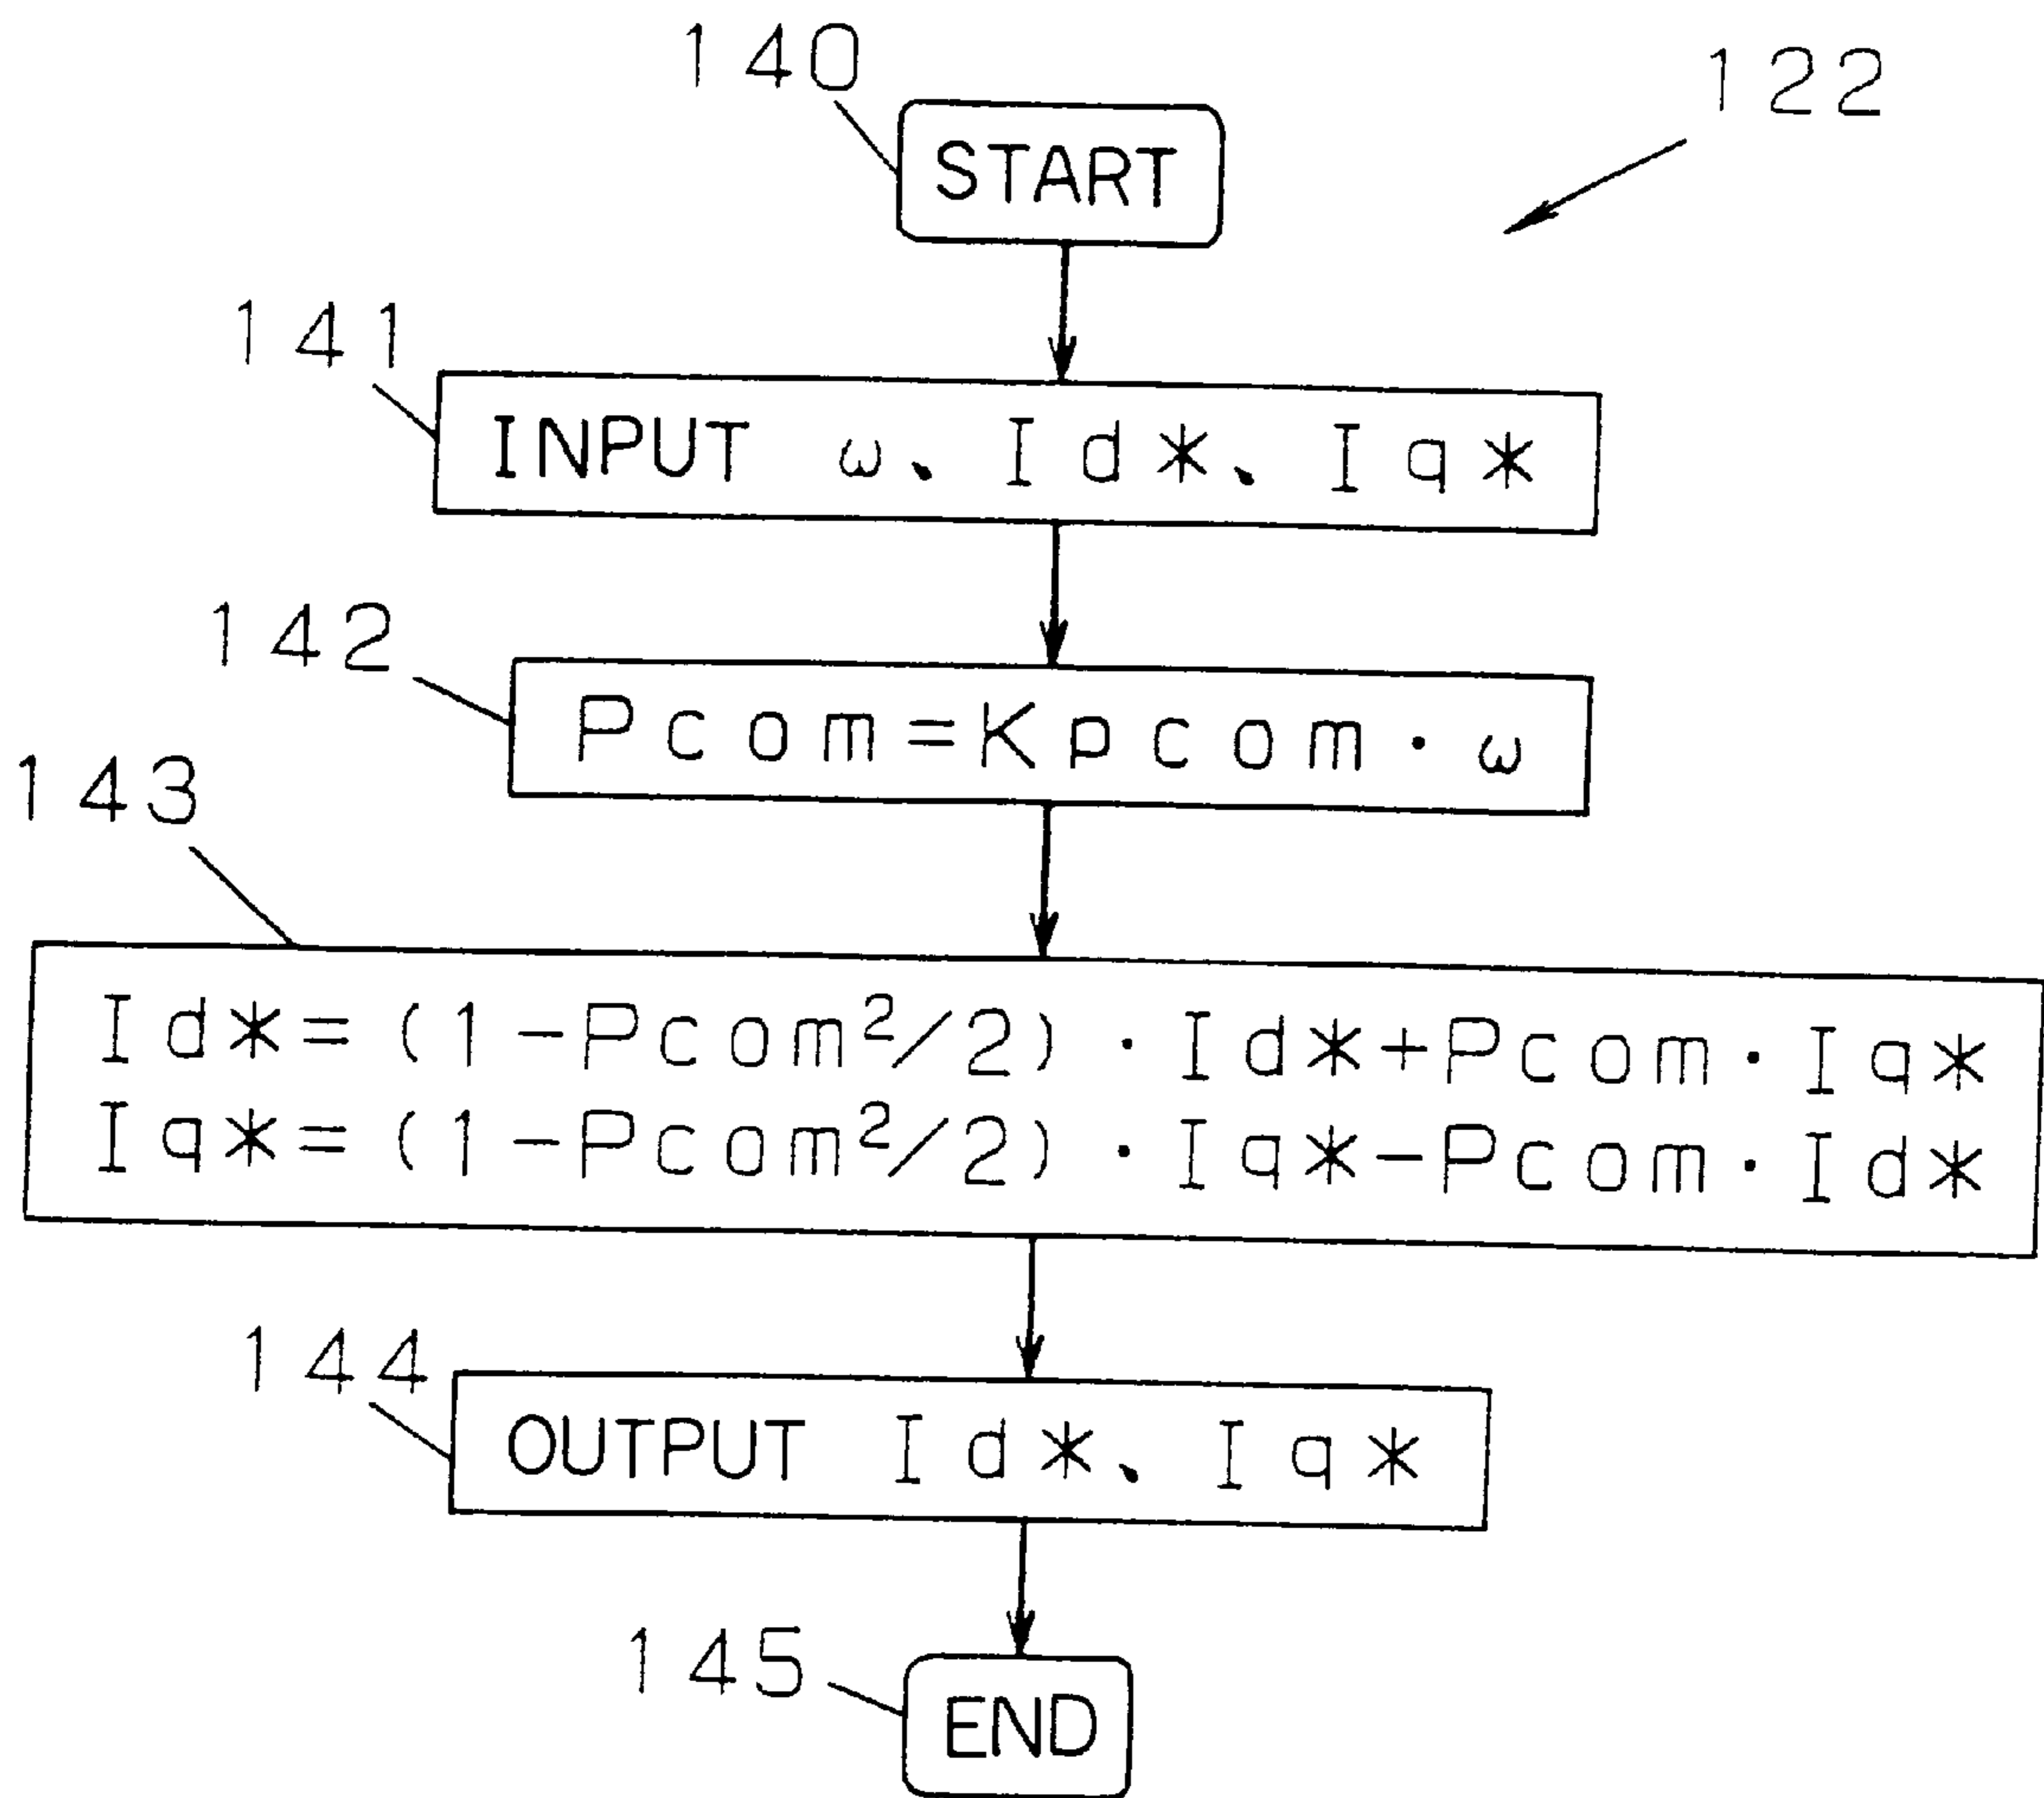 140
122
START
141
INPUT ω、Id*、Iq*
142
Pcom=Kpcom・ω
143
Id*=(1-Pcom²/2)・Id*+Pcom・Iq*
Iq*=(1-Pcom²/2)・Iq*-Pcom・Id*
144
OUTPUT Id*、Iq*
145
END